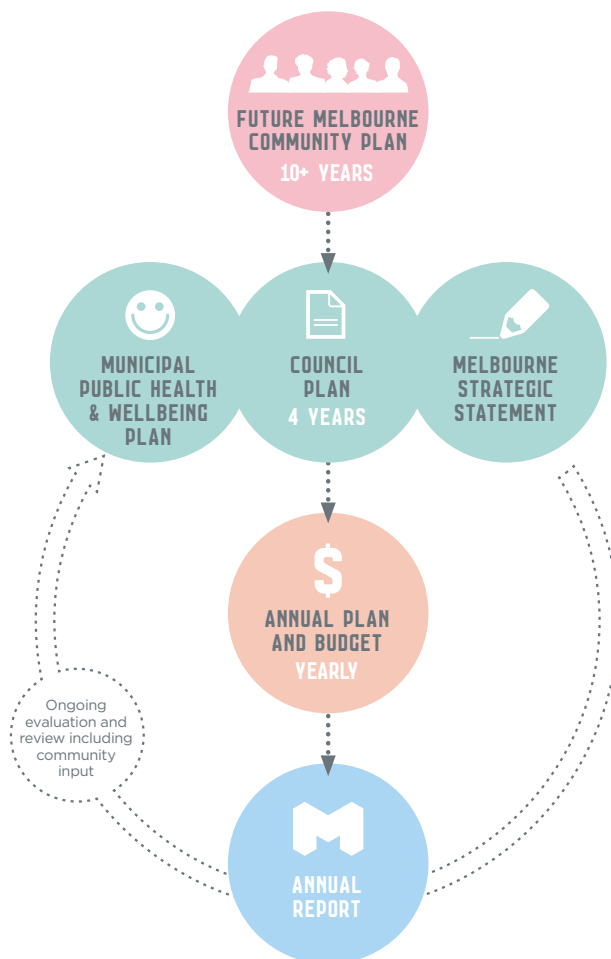 FUTURE MELBOURNE
COMMUNITY PLAN
10+ YEARS
MUNICIPAL
PUBLIC HEALTH
& WELLBEING
PLAN
COUNCIL
PLAN
4 YEARS
MELBOURNE
STRATEGIC
STATEMENT
$
ANNUAL PLAN
AND BUDGET
YEARLY
Ongoing
evaluation and
review including
community
input
M
ANNUAL
REPORT